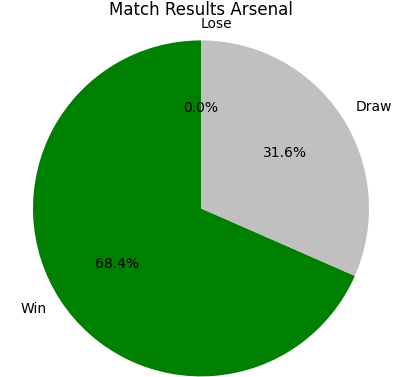 Match Results Arsenal
Lose
0.0%
Draw
31.6%
68.4%
Win